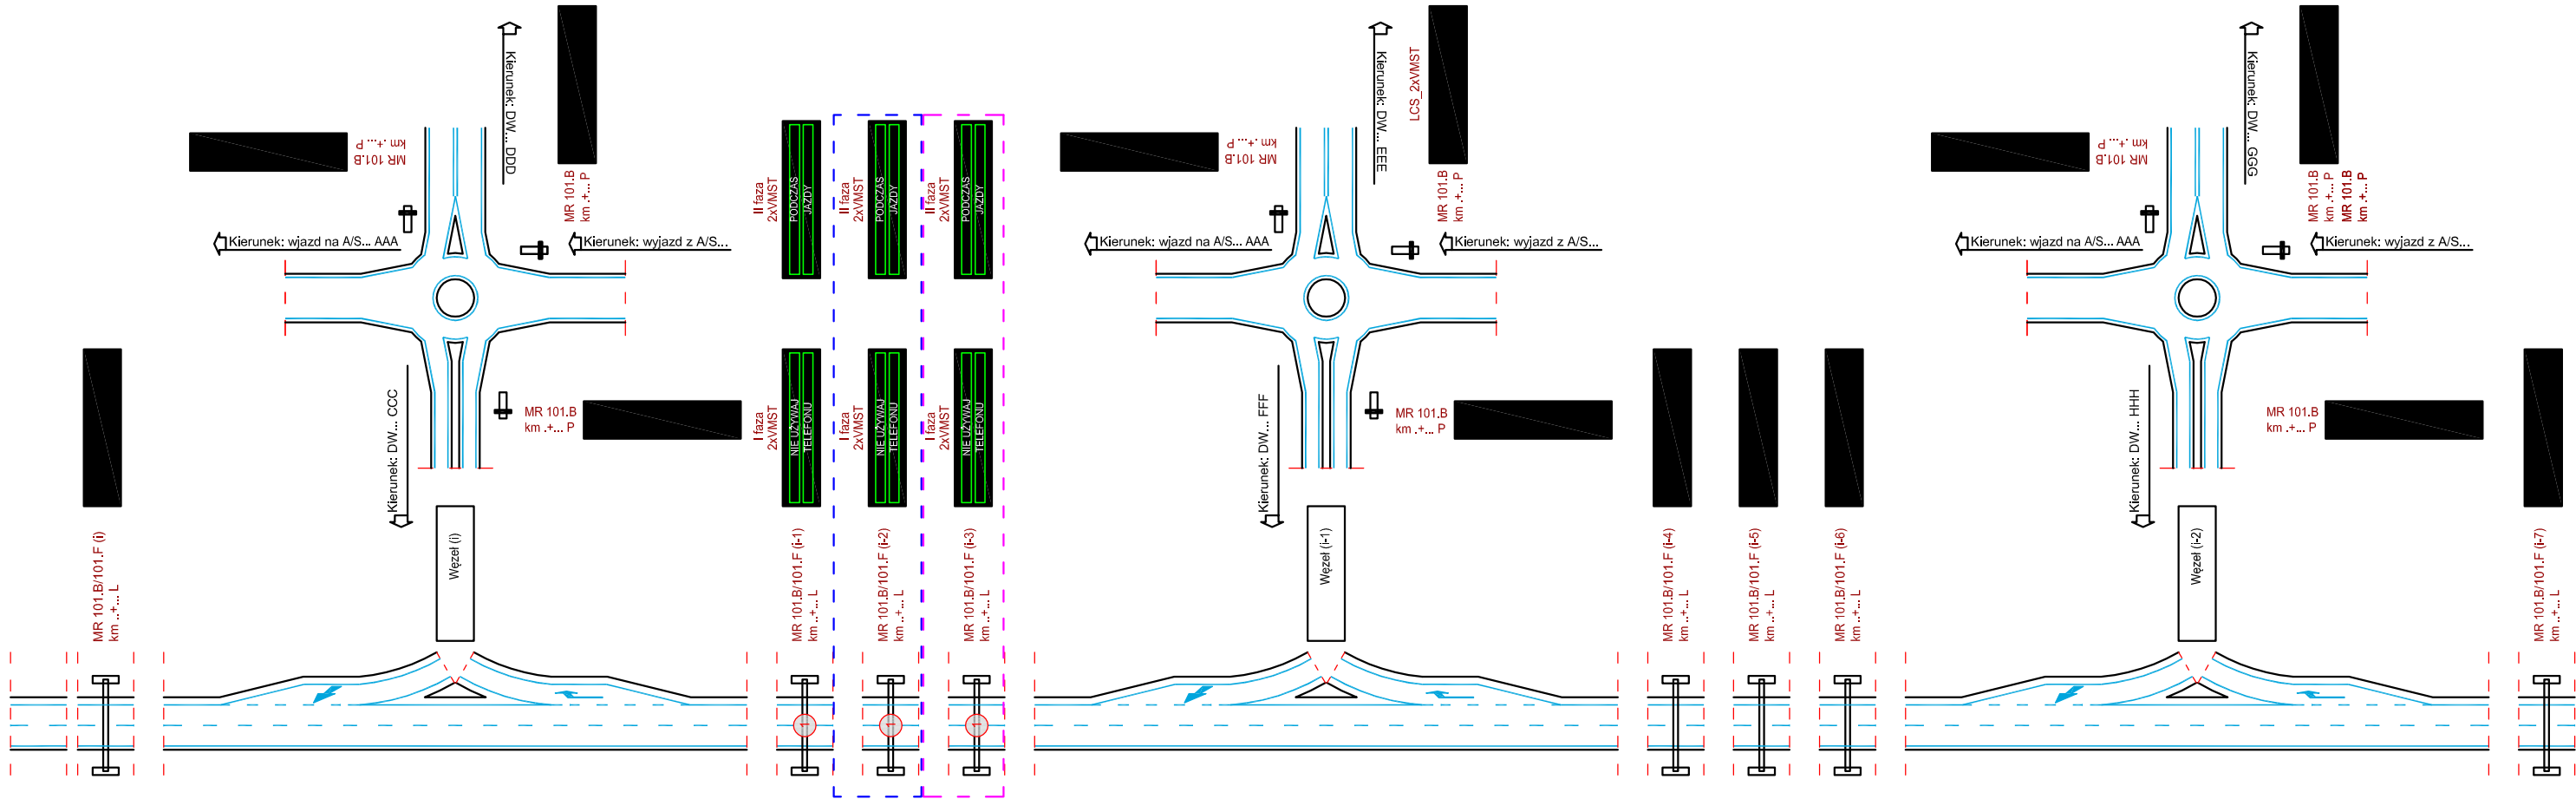 Kierunek: DW... DDD
MR 101.B
km .+... P
MR 101.B
km .+... P
Kierunek: wjazd na A/S... AAA
Kierunek: wyjazd z A/S...
Kierunek: DW... CCC
MR 101.B
km .+... P
Węzeł (i)
MR 101.B/101.F (i)
km ..+... L
II faza
2xVMST
PODCZAS
JAZDY
II faza
2xVMST
PODCZAS
JAZDY
II faza
2xVMST
PODCZAS
JAZDY
I faza
2xVMST
NIE UŻYWAJ
TELEFONU
I faza
2xVMST
NIE UŻYWAJ
TELEFONU
I faza
2xVMST
NIE UŻYWAJ
TELEFONU
MR 101.B/101.F (i-1)
km ..+... L
MR 101.B/101.F (i-2)
km ..+... L
MR 101.B/101.F (i-3)
km ..+... L
1
1
1
Kierunek: DW... EEE
LCS_2xVMST
MR 101.B
km .+... P
MR 101.B
km .+... P
Kierunek: wjazd na A/S... AAA
Kierunek: wyjazd z A/S...
Kierunek: DW... FFF
MR 101.B
km .+... P
Węzeł (i-1)
MR 101.B/101.F (i-4)
km ..+... L
MR 101.B/101.F (i-5)
km ..+... L
MR 101.B/101.F (i-6)
km ..+... L
Kierunek: DW... GGG
MR 101.B
km .+... P
MR 101.B
km .+... P
MR 101.B
km .+... P
Kierunek: wjazd na A/S... AAA
Kierunek: wyjazd z A/S...
Kierunek: DW... HHH
MR 101.B
km .+... P
Węzeł (i-2)
MR 101.B/101.F (i-7)
km ..+... L